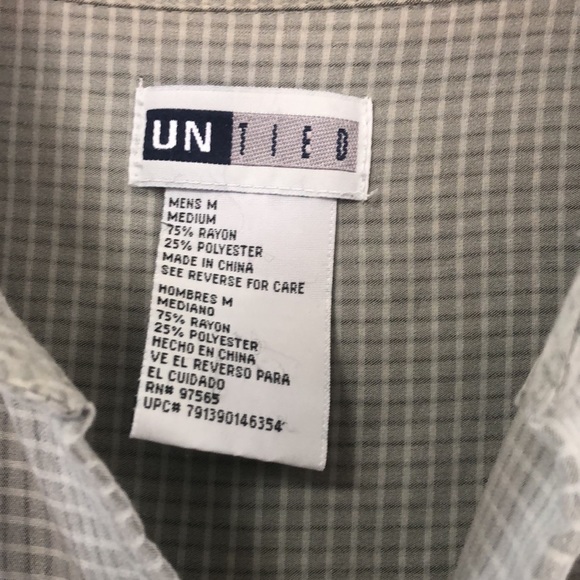 UNTIED
MENS M
MEDIUM
75% RAYON
25% POLYESTER
MADE IN CHINA
SEE REVERSE FOR CARE
HOMBRES M
MEDIANO
75% RAYON
25% POLYESTER
HECHO EN CHINA
VE EL REVERSO PARA
EL CUIDADO
RN# 97565
UPC# 791390146354